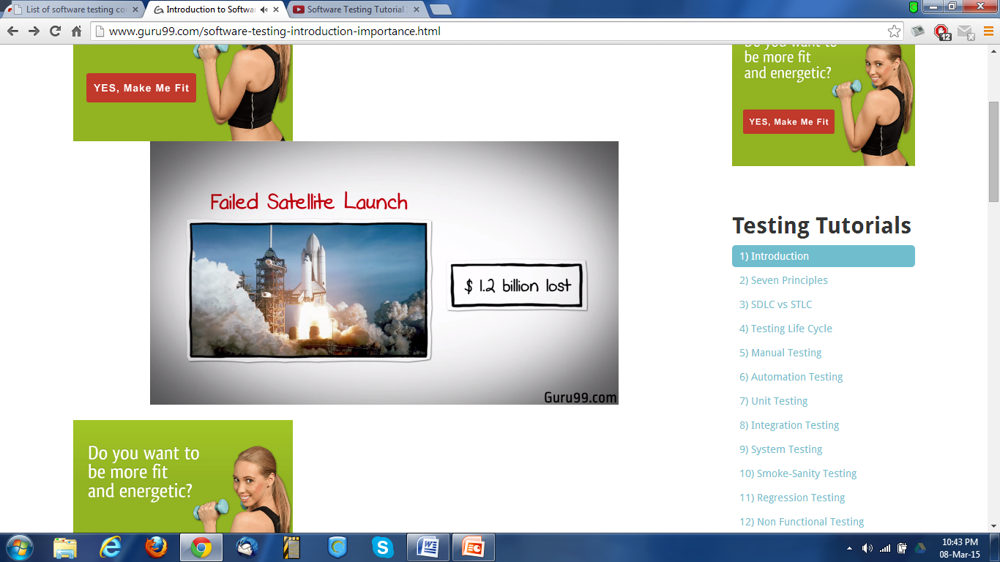 List of software testing co
Introduction to Softwa
Software Testing Tutorial
www.guru99.com/software-testing-introduction-importance.html
12
YES, Make Me Fit
Do you want to
be more fit
and energetic?
YES, Make Me Fit
Failed Satellite Launch
$ 1.2 billion lost
Guru99.com
Do you want to
be more fit
and energetic?
Testing Tutorials
1) Introduction
2) Seven Principles
3) SDLC vs STLC
4) Testing Life Cycle
5) Manual Testing
6) Automation Testing
7) Unit Testing
8) Integration Testing
9) System Testing
10) Smoke-Sanity Testing
11) Regression Testing
12) Non Functional Testing
10:43 PM
08-Mar-15